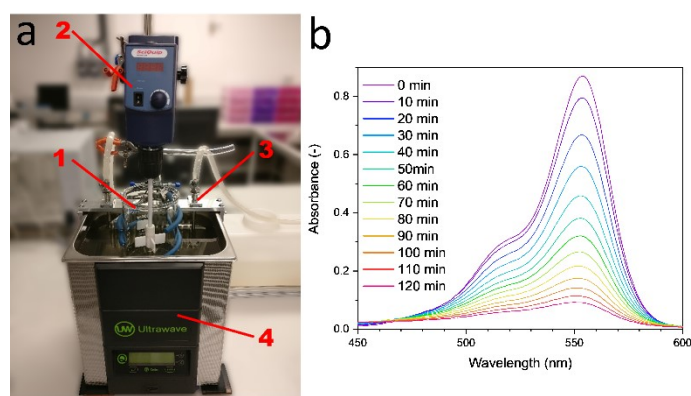 a
2
1
3
4
UW Ultrawave
b
Absorbance (-)
0.8
0.6
0.4
0.2
0.0
0 min
10 min
20 min
30 min
40 min
50min
60 min
70 min
80 min
90 min
100 min
110 min
120 min
450
500
550
600
Wavelength (nm)